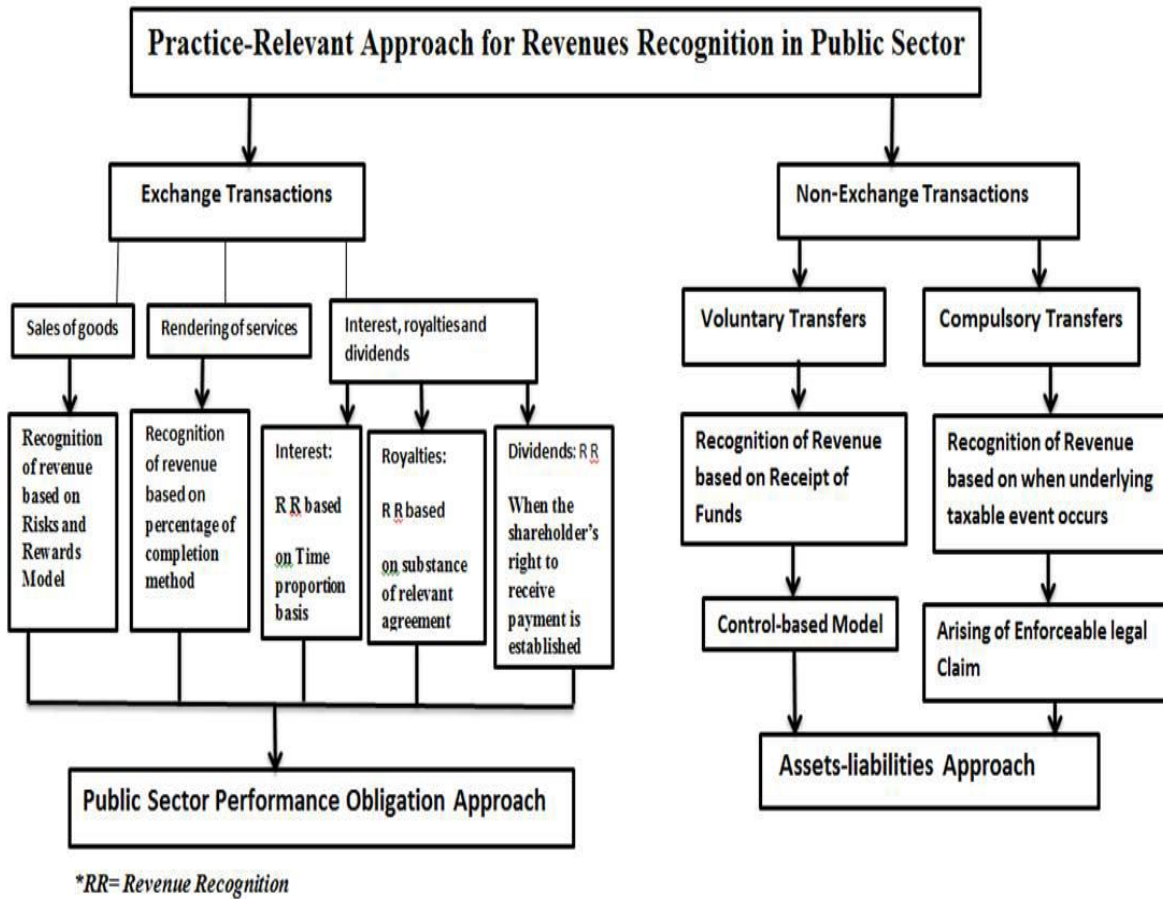 Practice-Relevant Approach for Revenues Recognition in Public Sector
Exchange Transactions
Non-Exchange Transactions
Sales of goods
Rendering of services
Interest, royalties and
dividends
Voluntary Transfers
Compulsory Transfers
Recognition
of revenue
based on
Risks and
Rewards
Model
Recognition
of revenue
based on
percentage of
completion
method
Interest:
R R based
on Time
proportion
basis
Royalties:
R R based
on substance
of relevant
agreement
Dividends: R R
When the
shareholder's
right to
receive
payment is
established
Recognition of Revenue
based on Receipt of
Funds
Recognition of Revenue
based on when underlying
taxable event occurs
Control-based Model
Arising of Enforceable legal
Claim
Public Sector Performance Obligation Approach
Assets-liabilities Approach
*RR= Revenue Recognition